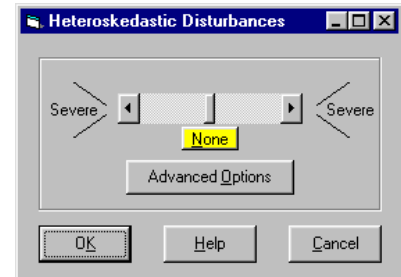 Heteroskedastic Disturbances
Severe Severe
None
Advanced Options
OK Help Cancel